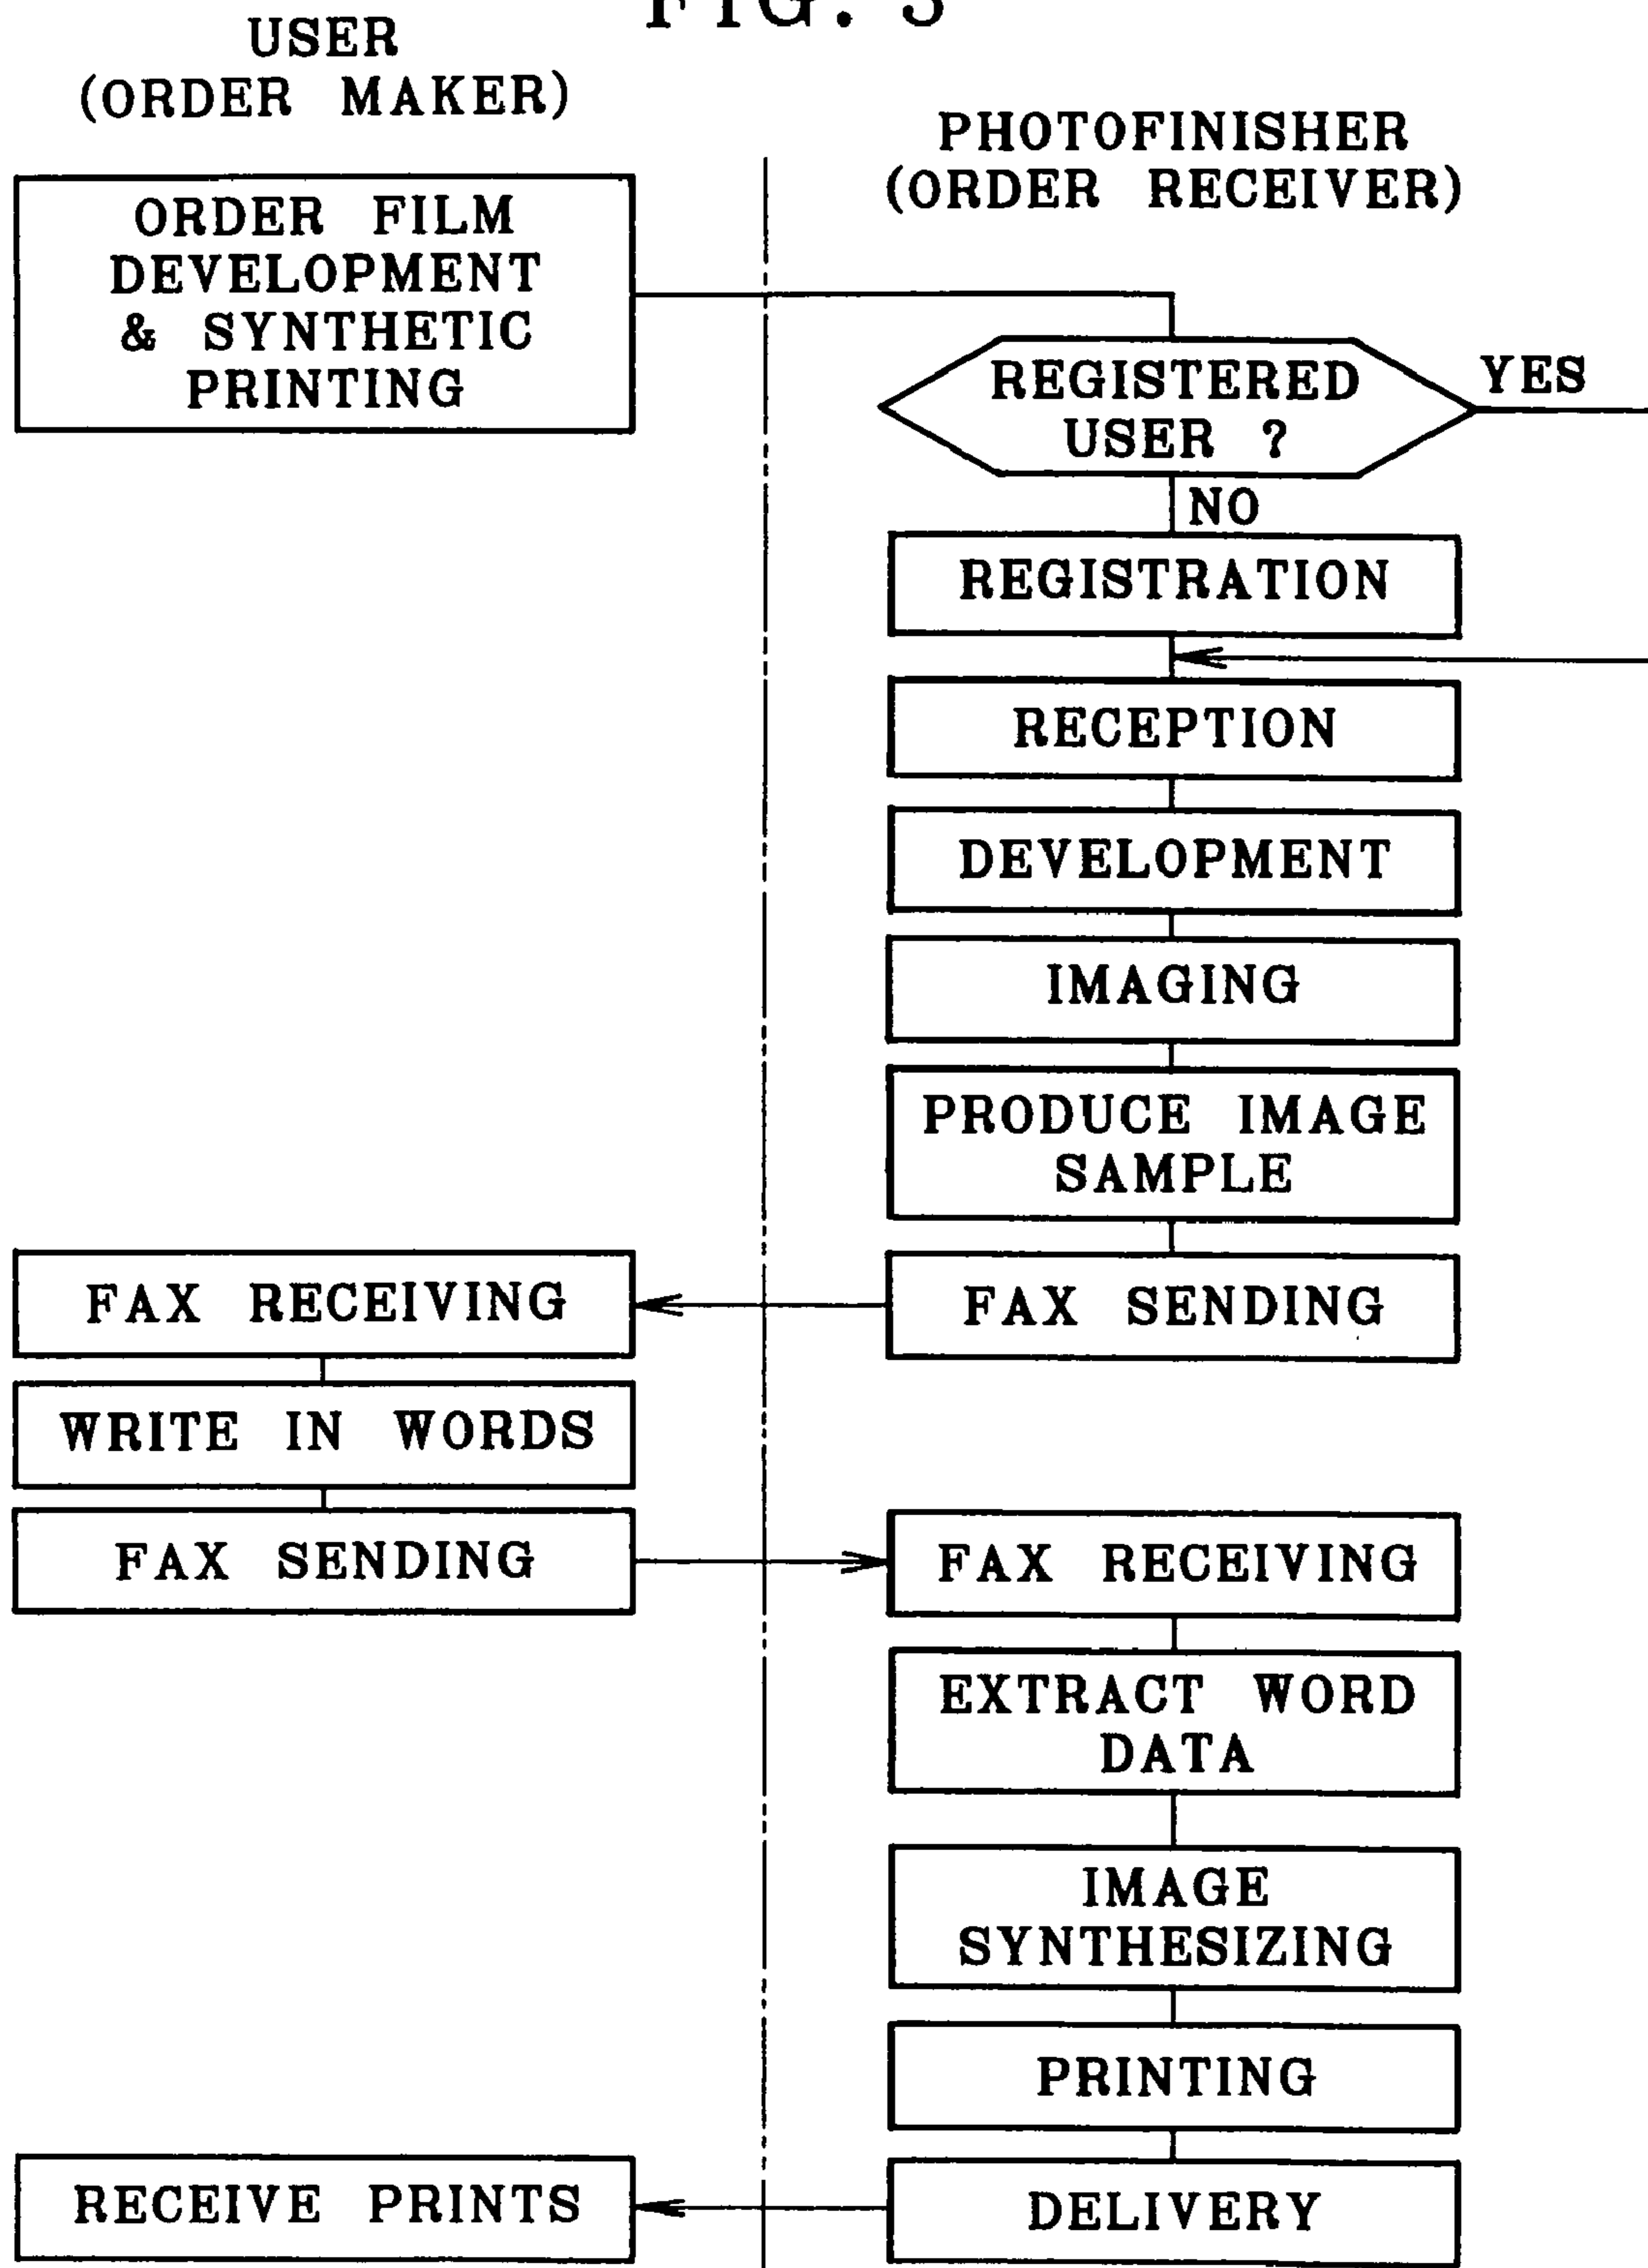 FIG.
USER
(ORDER MAKER)
PHOTOFINISHER
(ORDER RECEIVER)
ORDER FILM
DEVELOPMENT
& SYNTHETIC
PRINTING
REGISTERED
USER ?
YES
NO
REGISTRATION
RECEPTION
DEVELOPMENT
IMAGING
PRODUCE IMAGE
SAMPLE
FAX SENDING
FAX RECEIVING
WRITE IN WORDS
FAX SENDING
FAX RECEIVING
EXTRACT WORD
DATA
IMAGE
SYNTHESIZING
PRINTING
DELIVERY
RECEIVE PRINTS